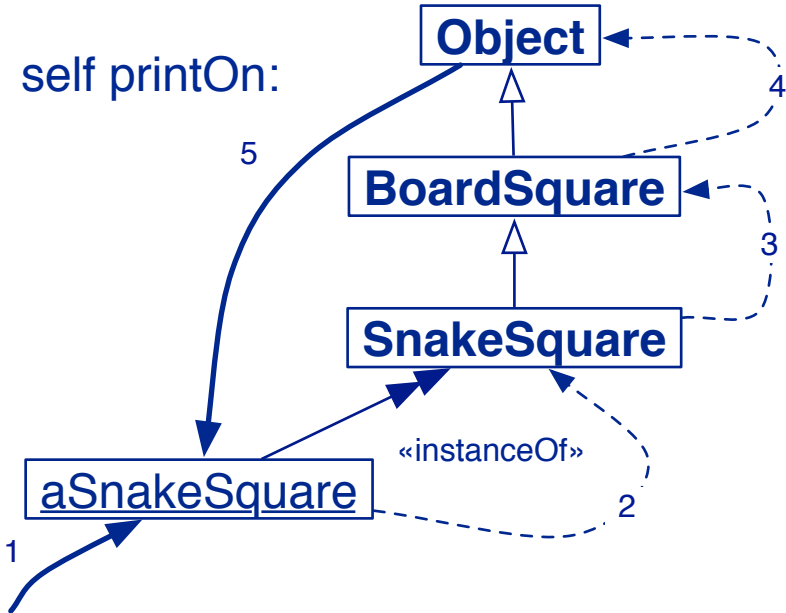 Object
self printOn:
4
5
BoardSquare
3
SnakeSquare
«instanceOf»
aSnakeSquare
2
1